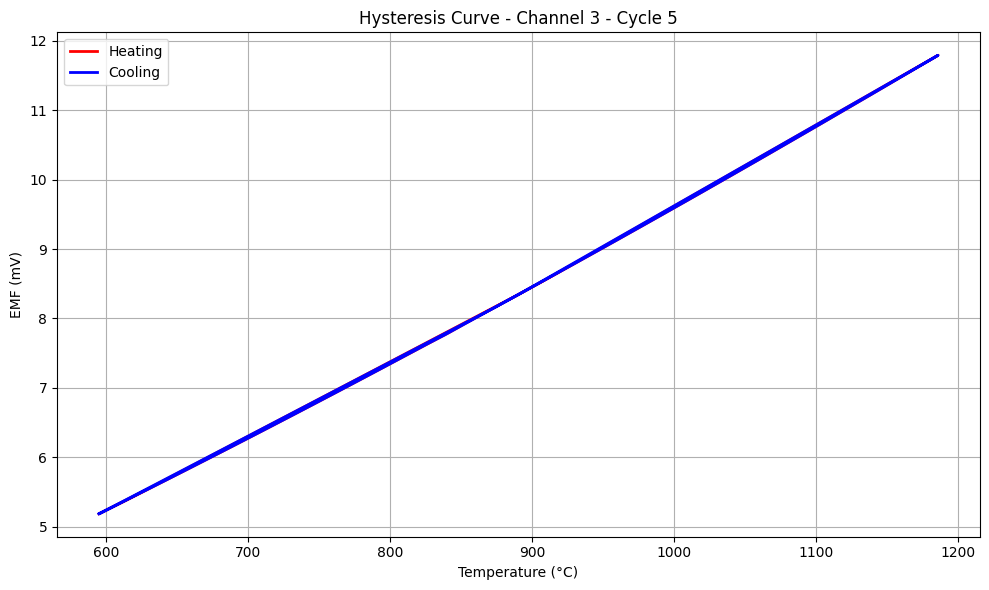 Hysteresis Curve - Channel 3 - Cycle 5
Heating
Cooling
EMF (mV)
12
11
10
9
8
7
6
5
600 700 800 900 1000 1100 1200
Temperature (°C)